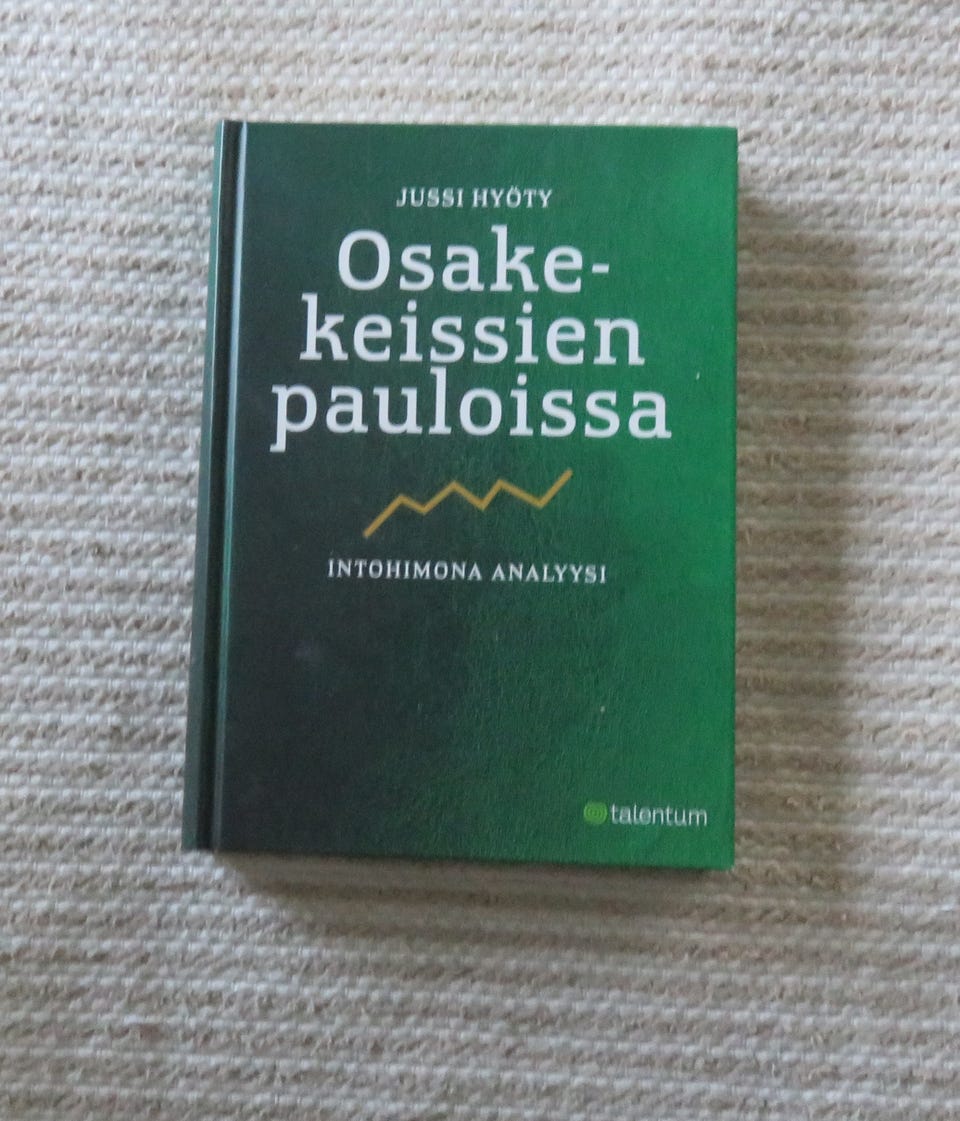 JUSSI HYÖTY
Osake-
keissien
pauloissa
INTOHIMONA ANALYYSI
talentum